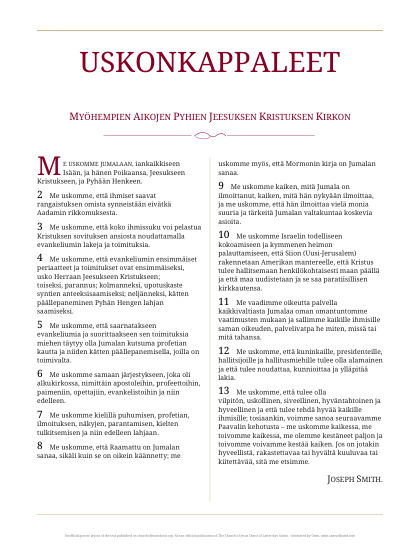 USKONKAPPALEET
MYÖHEMPIEN AIKOJEN PYHIEN JEESUKSEN KRISTUKSEN KIRKON
ME USKOMME JUMALAAN, iankaikkiseen
Isään, ja hänen Poikaansa, Jeesukseen
Kristukseen, ja Pyhään Henkeen.
2 Me uskomme, että ihmiset saavat
rangaistuksen omista synneistään eivätkä
Aadamin rikkomuksesta.
3 Me uskomme, että koko ihmissuku voi pelastua
Kristuksen sovituksen ansiosta noudattamalla
evankeliumin lakeja ja toimituksia.
4 Me uskomme, että evankeliumin ensimmäiset
periaatteet ja toimitukset ovat ensimmäiseksi,
usko Herraan Jeesukseen Kristukseen;
toiseksi, parannus; kolmanneksi, upotuskaste
syntien anteeksisaamiseksi; neljänneksi, kätten
päällepaneminen Pyhän Hengen lahjan
saamiseksi.
5 Me uskomme, että saarnatakseen
evankeliumia ja suorittaakseen sen toimituksia
miehen täytyy olla Jumalan kutsuma profetian
kautta ja niiden kätten päällepanemisella, joilla on
toimivalta.
6 Me uskomme samaan järjestykseen, joka oli
alkukirkossa, nimittäin apostoleihin, profeettoihin,
paimeniin, opettajiin, evankelistoihin ja niin
edelleen.
7 Me uskomme kielillä puhumisen, profetian,
ilmoituksen, näkyjen, parantamisen, kielten
tulkitsemisen ja niin edelleen lahjaan.
8 Me uskomme, että Raamattu on Jumalan
sanaa, sikäli kuin se on oikein käännetty; me
uskomme myös, että Mormonin kirja on Jumalan
sanaa.
9 Me uskomme kaiken, mitä Jumala on
ilmoittanut, kaiken, mitä hän nykyään ilmoittaa,
ja me uskomme, että hän ilmoittaa vielä monia
suuria ja tärkeitä Jumalan valtakuntaa koskevia
asioita.
10 Me uskomme Israelin todelliseen
kokoamiseen ja kymmenen heimon
palauttamiseen, että Siion (Uusi-Jerusalem)
rakennetaan Amerikan mantereelle, että Kristus
tulee hallitsemaan henkilökohtaisesti maan päällä
ja että maa uudistetaan ja se saa paratiisillisen
kirkkautensa.
11 Me vaadimme oikeutta palvella
kaikkivaltiasta Jumalaa oman omantuntomme
vaatimusten mukaan ja sallimme kaikille ihmisille
saman oikeuden, palvelivatpa he miten, missä tai
mitä tahansa.
12 Me uskomme, että kuninkaille, presidenteille,
hallitsijoille ja hallitusmiehille tulee olla alamainen
ja että tulee noudattaa, kunnioittaa ja ylläpitää
lakia.
13 Me uskomme, että tulee olla
vilpitön, uskollinen, siveellinen, hyväntahtoinen ja
hyveellinen ja että tulee tehdä hyvää kaikille
ihmisille; tosiaankin, voimme sanoa seuraavamme
Paavalin kehotusta – me uskomme kaikessa, me
toivomme kaikessa, me olemme kestäneet paljon ja
toivomme voivamme kestää kaiken. Jos on jotakin
hyveellistä, rakastettavaa tai hyvältä kuuluvaa tai
kiitettävää, sitä me etsimme.
JOSEPH SMITH.